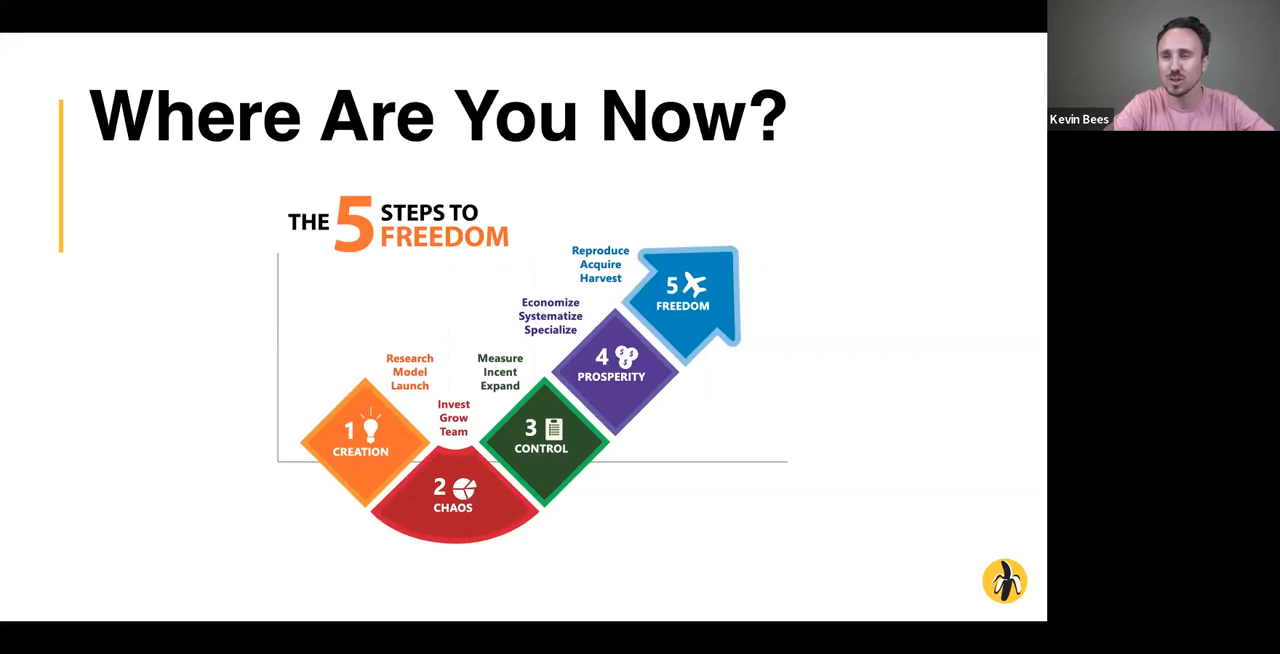 Where Are You Now?
THE 5 STEPS TO
FREEDOM
Reproduce
Acquire
Harvest
5
FREEDOM
Economize
Systematize
Specialize
4
PROSPERITY
Measure
Incent
Expand
3
CONTROL
Research
Model
Launch
Invest
Grow
Team
1
CREATION
2
CHAOS
$ $
$
Kevin Bees